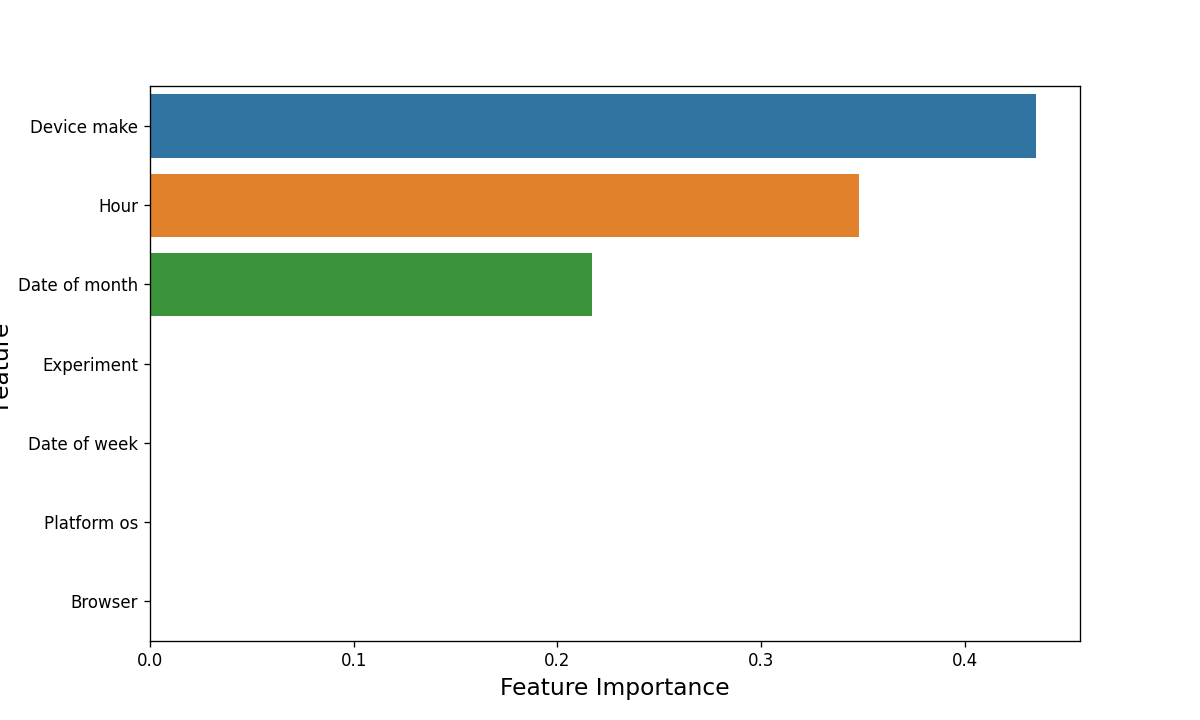 Device make
Hour
Date of month
Experiment
Date of week
Platform os
Browser
Feature
0.0 0.1 0.2 0.3 0.4
Feature Importance